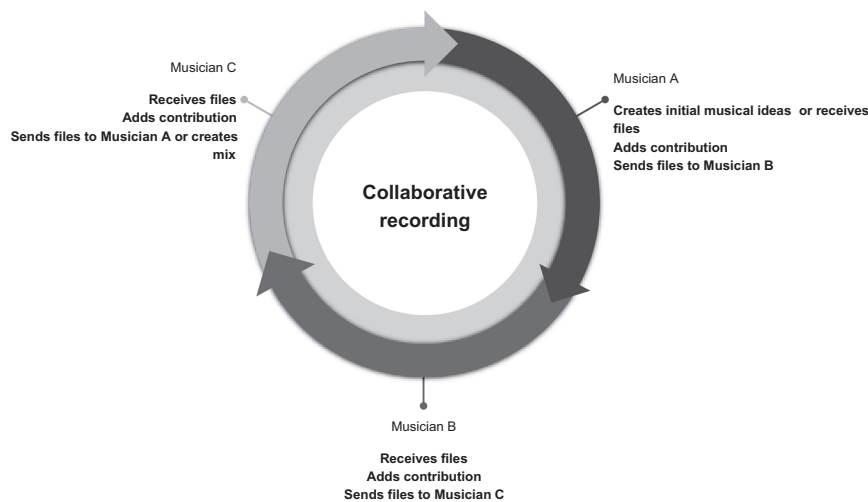 Collaborative
recording
Musician A
Creates initial musical ideas or receives
files
Adds contribution
Sends files to Musician B
Musician B
Receives files
Adds contribution
Sends files to Musician C
Musician C
Receives files
Adds contribution
Sends files to Musician A or creates
mix